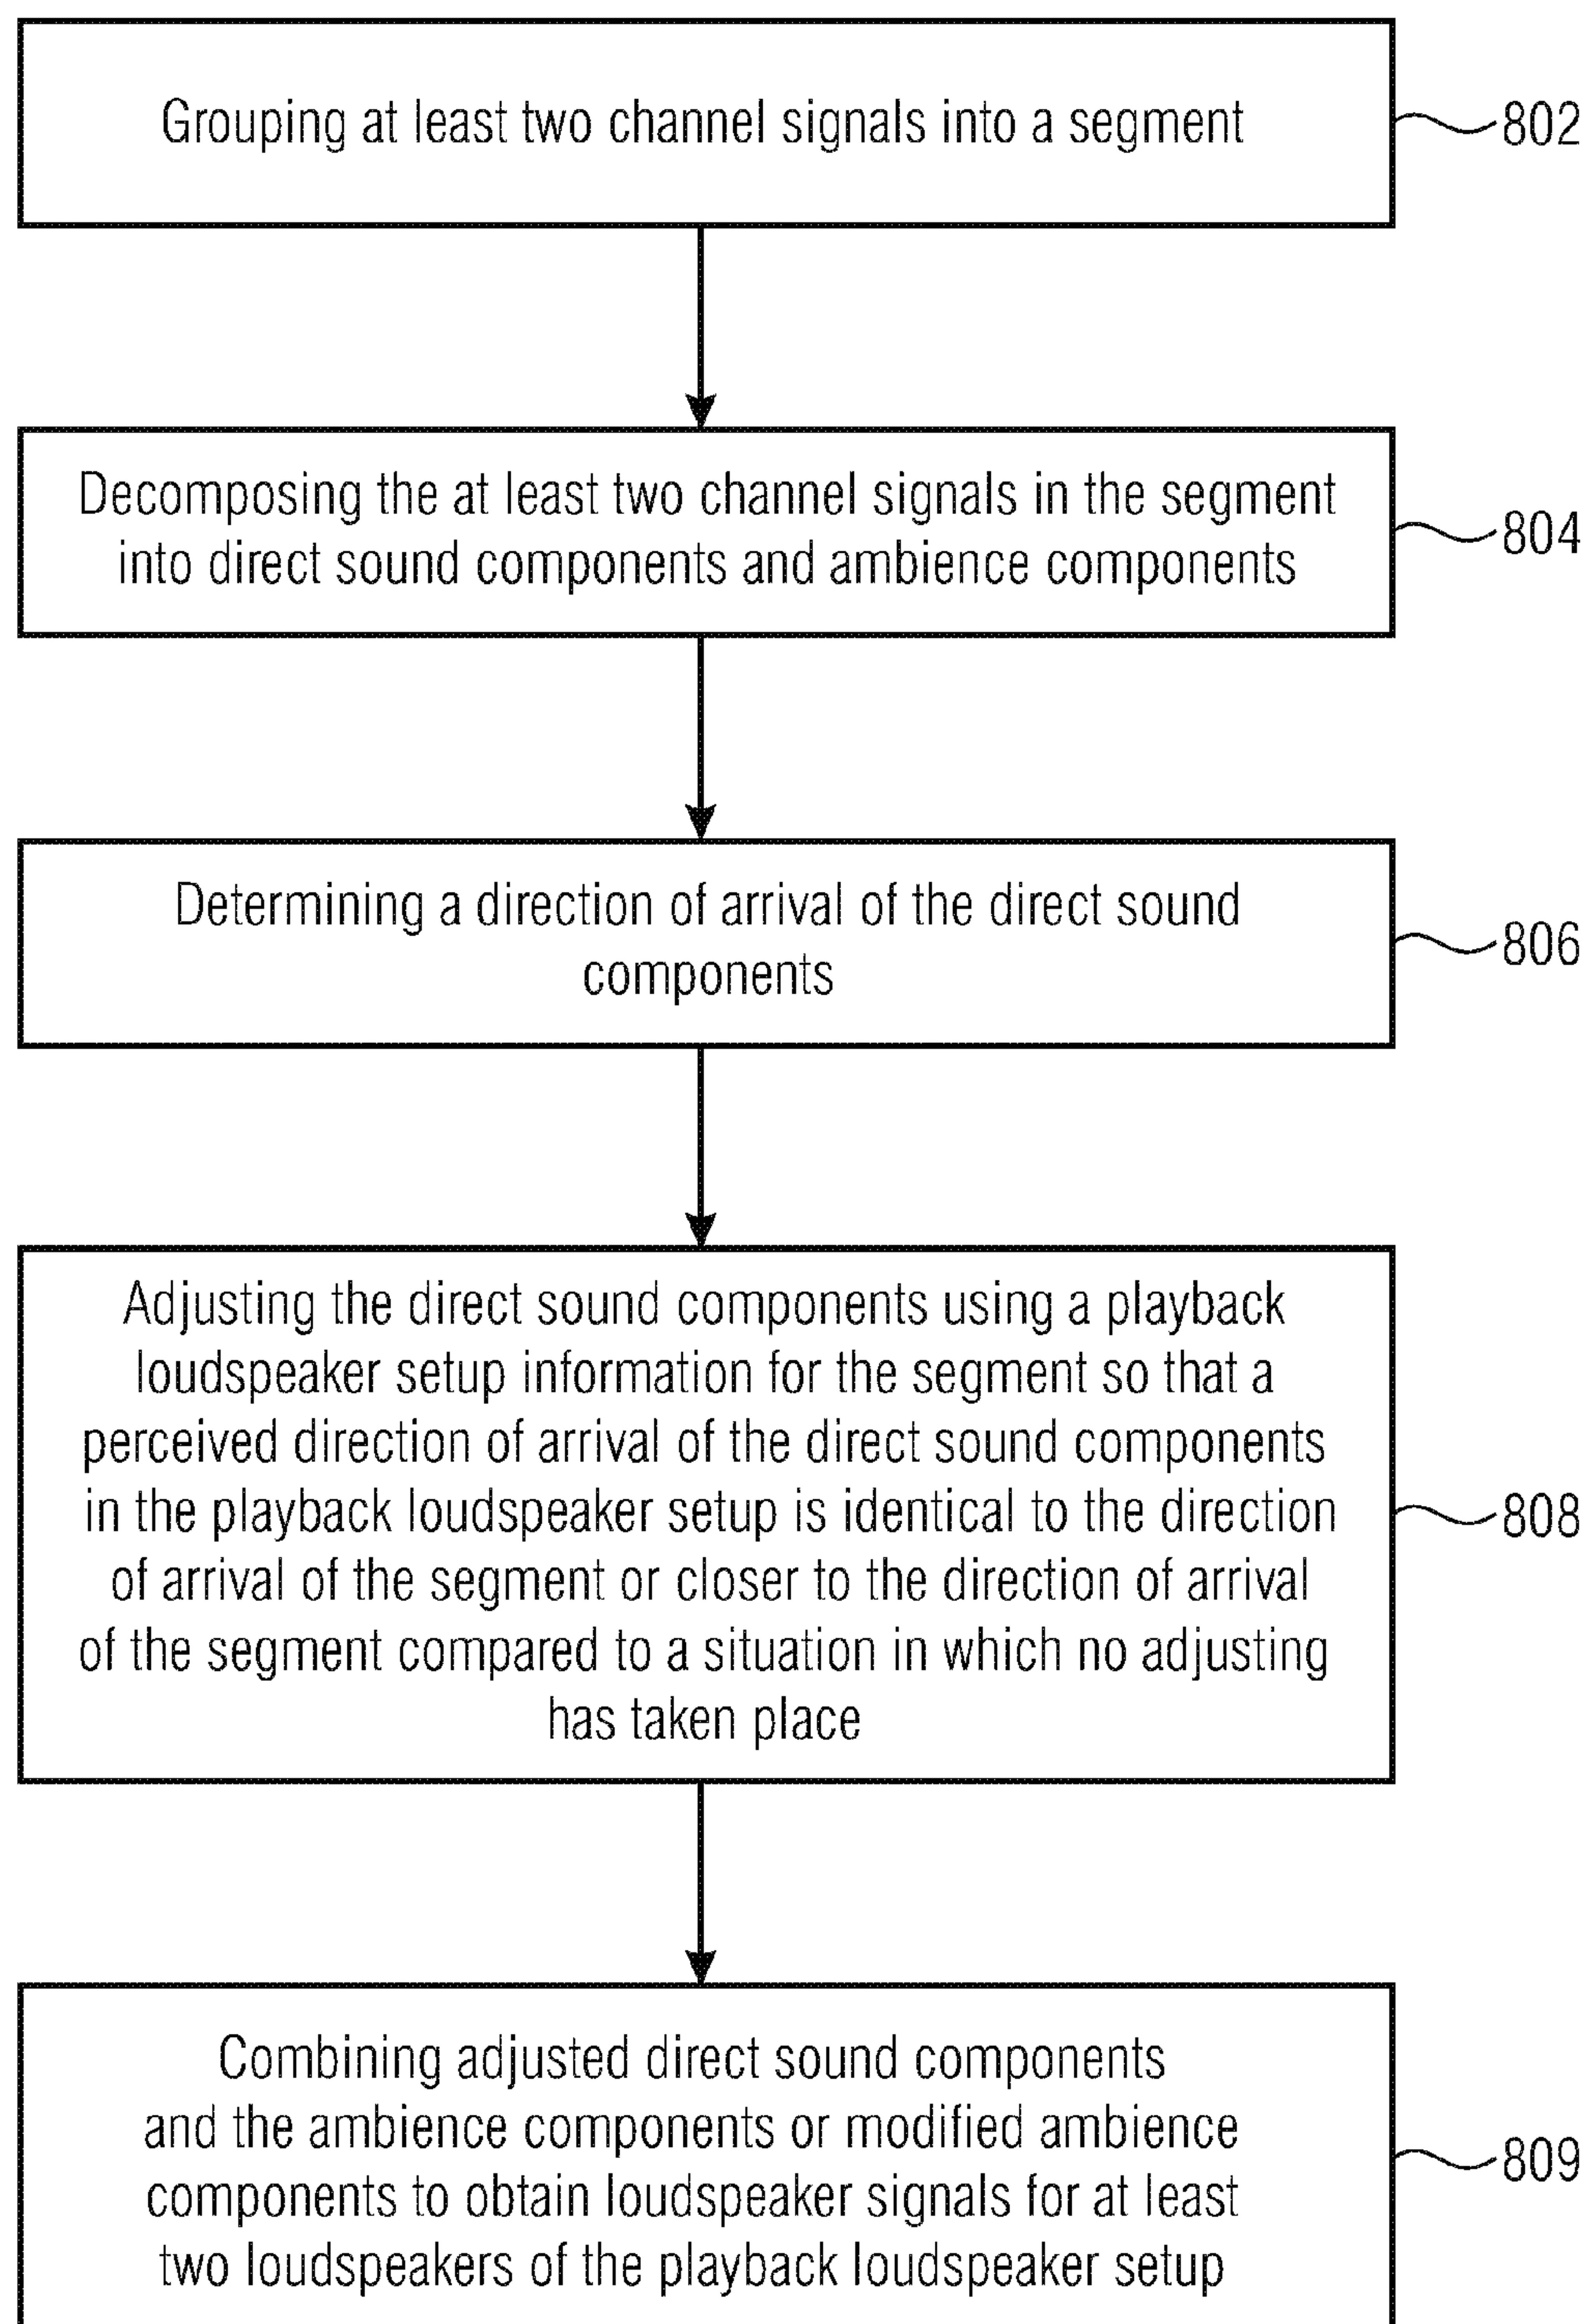 Grouping at least two channel signals into a segment
802
Decomposing the at least two channel signals in the segment
into direct sound components and ambience components
804
Determining a direction of arrival of the direct sound
components
806
Adjusting the direct sound components using a playback
loudspeaker setup information for the segment so that a
perceived direction of arrival of the direct sound components
in the playback loudspeaker setup is identical to the direction
of arrival of the segment or closer to the direction of arrival
of the segment compared to a situation in which no adjusting
has taken place
808
Combining adjusted direct sound components
and the ambience components or modified ambience
components to obtain loudspeaker signals for at least
two loudspeakers of the playback loudspeaker setup
809